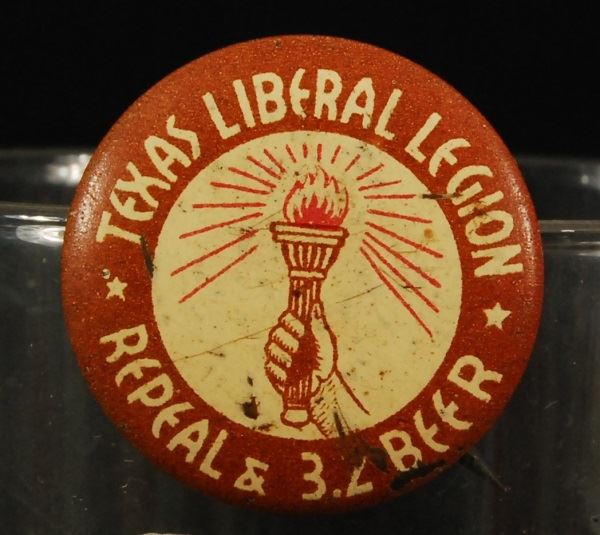 TEXAS LIBERAL LEGION
REPEAL & 3.2 BEER